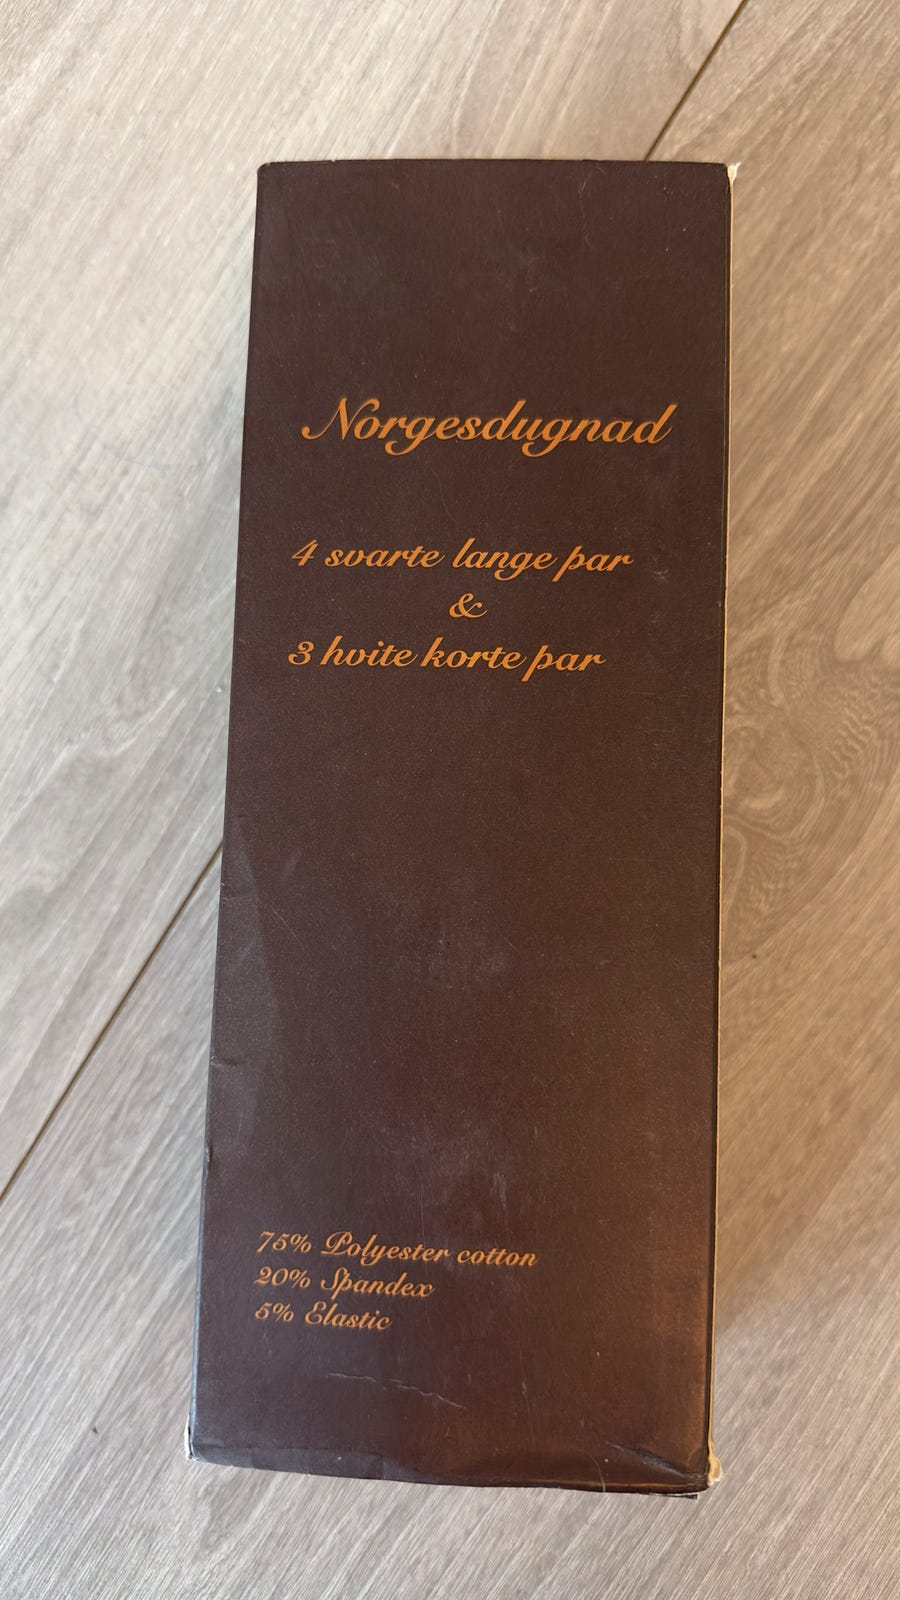 Norgesdugnad
4 svarte lange par
&
3 hvite korte par
75% Polyester cotton
20% Spandex
5% Elastic